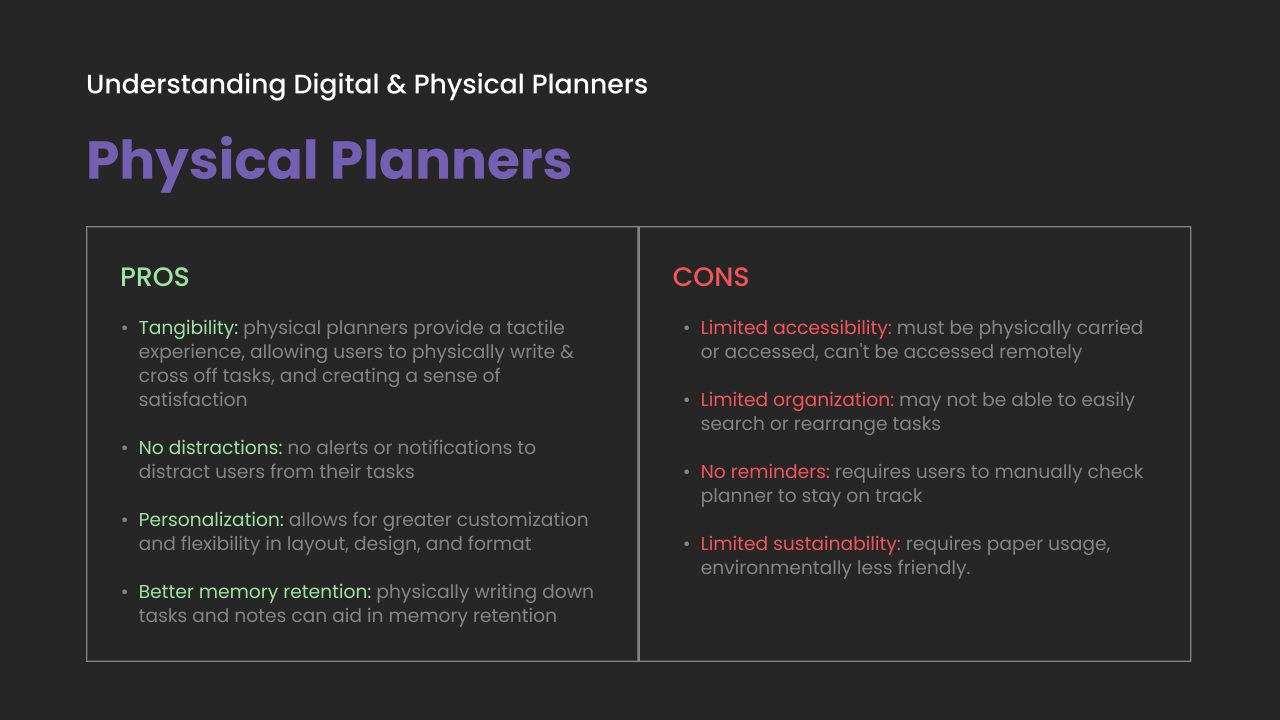 Understanding Digital & Physical Planners
Physical Planners
PROS
• Tangibility: physical planners provide a tactile
experience, allowing users to physically write &
cross off tasks, and creating a sense of
satisfaction
• No distractions: no alerts or notifications to
distract users from their tasks
• Personalization: allows for greater customization
and flexibility in layout, design, and format
• Better memory retention: physically writing down
tasks and notes can aid in memory retention
CONS
• Limited accessibility: must be physically carried
or accessed, can't be accessed remotely
• Limited organization: may not be able to easily
search or rearrange tasks
• No reminders: requires users to manually check
planner to stay on track
• Limited sustainability: requires paper usage,
environmentally less friendly.